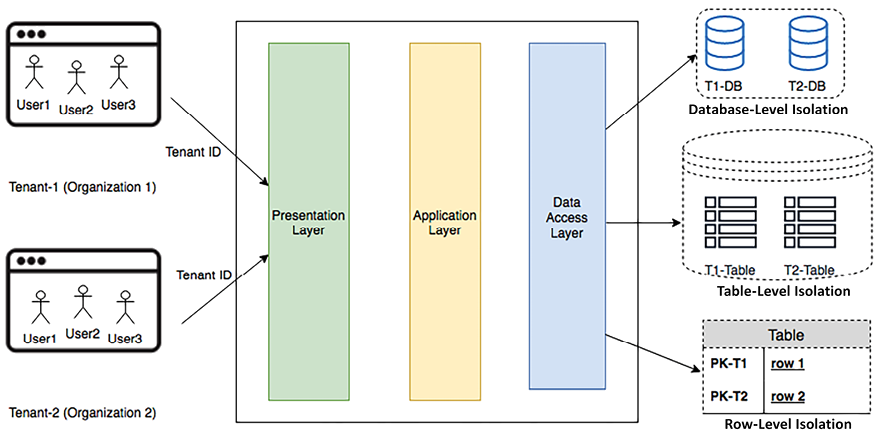 User1
User2
User3
Tenant ID
Tenant-1 (Organization 1)
User1
User2
User3
Tenant ID
Tenant-2 (Organization 2)
Presentation
Layer
Application
Layer
Data
Access
Layer
T1-DB
T2-DB
Database-Level Isolation
T1-Table
T2-Table
Table-Level Isolation
Table
PK-T1 row 1
PK-T2 row 2
Row-Level Isolation